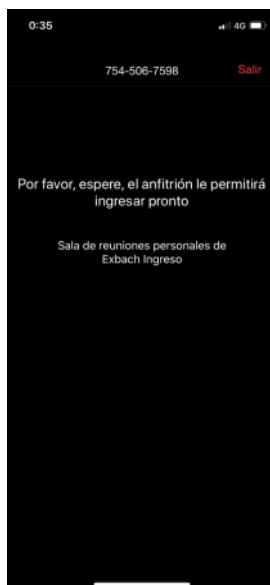 0:35
4G
754-506-7598
Salir
Por favor, espere, el anfitrión le permitirá
ingresar pronto
Sala de reuniones personales de
Exbach Ingreso